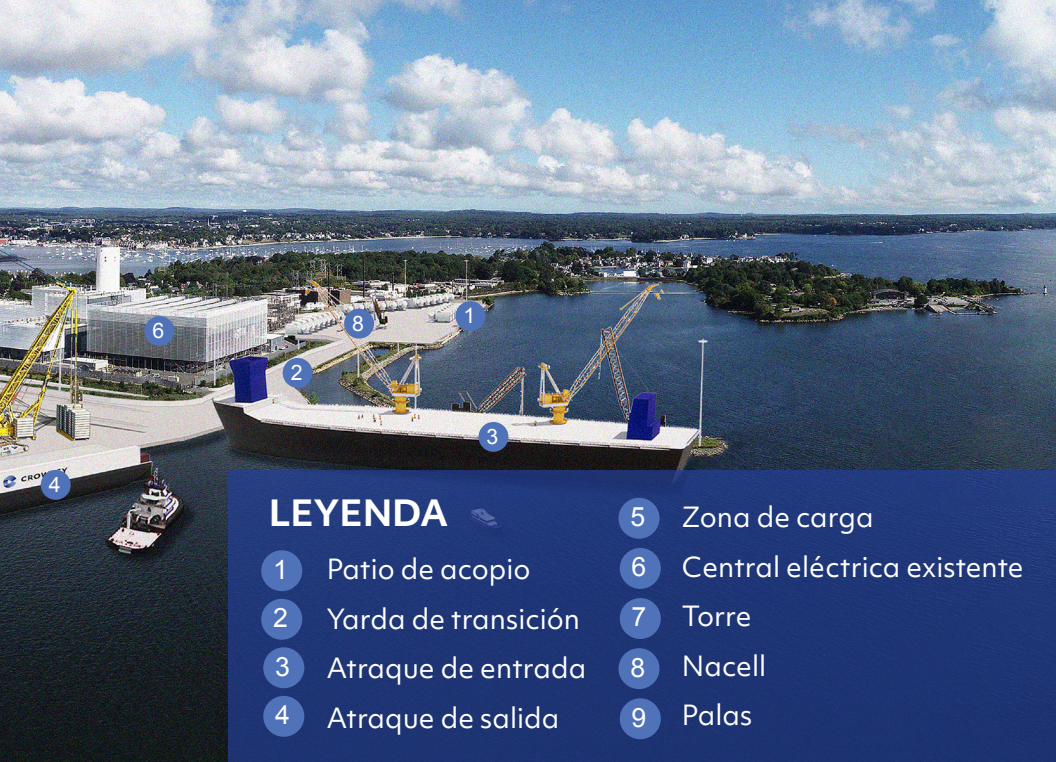 6
8
1
2
3
CROWLEY
4
LEYENDA
1 Patio de acopio
2 Yarda de transición
3 Atraque de entrada
4 Atraque de salida
5 Zona de carga
6 Central eléctrica existente
7 Torre
8 Nacell
9 Palas